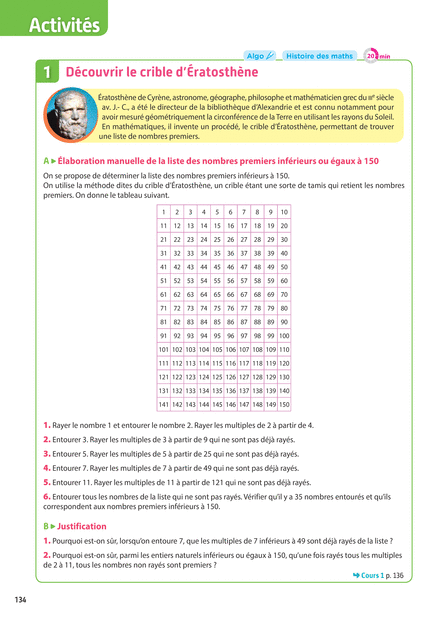 Activités
Algo Histoire des maths 20 min
1 Découvrir le crible d'Ératosthène
Ératosthène de Cyrène, astronome, géographe, philosophe et mathématicien grec du IIIe siècle
av. J.- C., a été le directeur de la bibliothèque d'Alexandrie et est connu notamment pour
avoir mesuré géométriquement la circonférence de la Terre en utilisant les rayons du Soleil.
En mathématiques, il invente un procédé, le crible d'Ératosthène, permettant de trouver
une liste de nombres premiers.
A ▶ Élaboration manuelle de la liste des nombres premiers inférieurs ou égaux à 150
On se propose de déterminer la liste des nombres premiers inférieurs à 150.
On utilise la méthode dites du crible d'Ératosthène, un crible étant une sorte de tamis qui retient les nombres
premiers. On donne le tableau suivant.
1 2 3 4 5 6 7 8 9 10
11 12 13 14 15 16 17 18 19 20
21 22 23 24 25 26 27 28 29 30
31 32 33 34 35 36 37 38 39 40
41 42 43 44 45 46 47 48 49 50
51 52 53 54 55 56 57 58 59 60
61 62 63 64 65 66 67 68 69 70
71 72 73 74 75 76 77 78 79 80
81 82 83 84 85 86 87 88 89 90
91 92 93 94 95 96 97 98 99 100
101 102 103 104 105 106 107 108 109 110
111 112 113 114 115 116 117 118 119 120
121 122 123 124 125 126 127 128 129 130
131 132 133 134 135 136 137 138 139 140
141 142 143 144 145 146 147 148 149 150
1. Rayer le nombre 1 et entourer le nombre 2. Rayer les multiples de 2 à partir de 4.
2. Entourer 3. Rayer les multiples de 3 à partir de 9 qui ne sont pas déjà rayés.
3. Entourer 5. Rayer les multiples de 5 à partir de 25 qui ne sont pas déjà rayés.
4. Entourer 7. Rayer les multiples de 7 à partir de 49 qui ne sont pas déjà rayés.
5. Entourer 11. Rayer les multiples de 11 à partir de 121 qui ne sont pas déjà rayés.
6. Entourer tous les nombres de la liste qui ne sont pas rayés. Vérifier qu'il y a 35 nombres entourés et qu'ils
correspondent aux nombres premiers inférieurs à 150.
B ▶ Justification
1. Pourquoi est-on sûr, lorsqu'on entoure 7, que les multiples de 7 inférieurs à 49 sont déjà rayés de la liste ?
2. Pourquoi est-on sûr, parmi les entiers naturels inférieurs ou égaux à 150, qu'une fois rayés tous les multiples
de 2 à 11, tous les nombres non rayés sont premiers ?
➥ Cours 1 p. 136
134